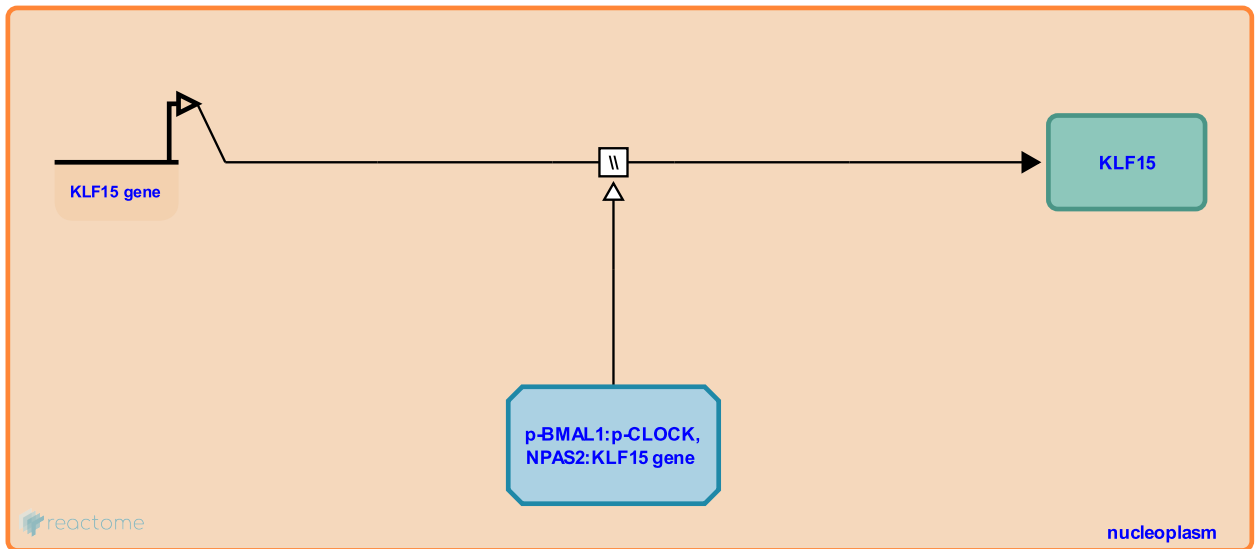 KLF15 gene
\\
KLF15
p-BMAL1:p-CLOCK,
NPAS2:KLF15 gene
reactome
nucleoplasm